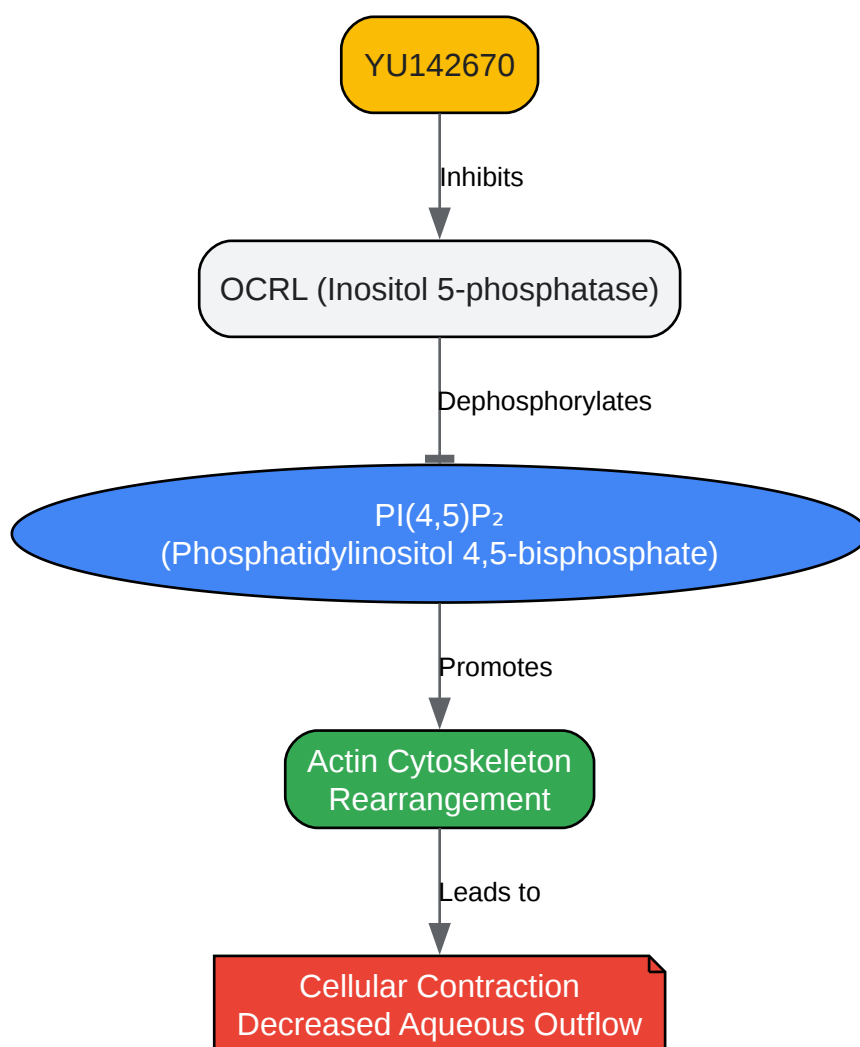 YU142670
Inhibits
OCRL (Inositol 5-phosphatase)
Dephosphorylates
PI(4,5)P₂
(Phosphatidylinositol 4,5-bisphosphate)
Promotes
Actin Cytoskeleton
Rearrangement
Leads to
Cellular Contraction
Decreased Aqueous Outflow